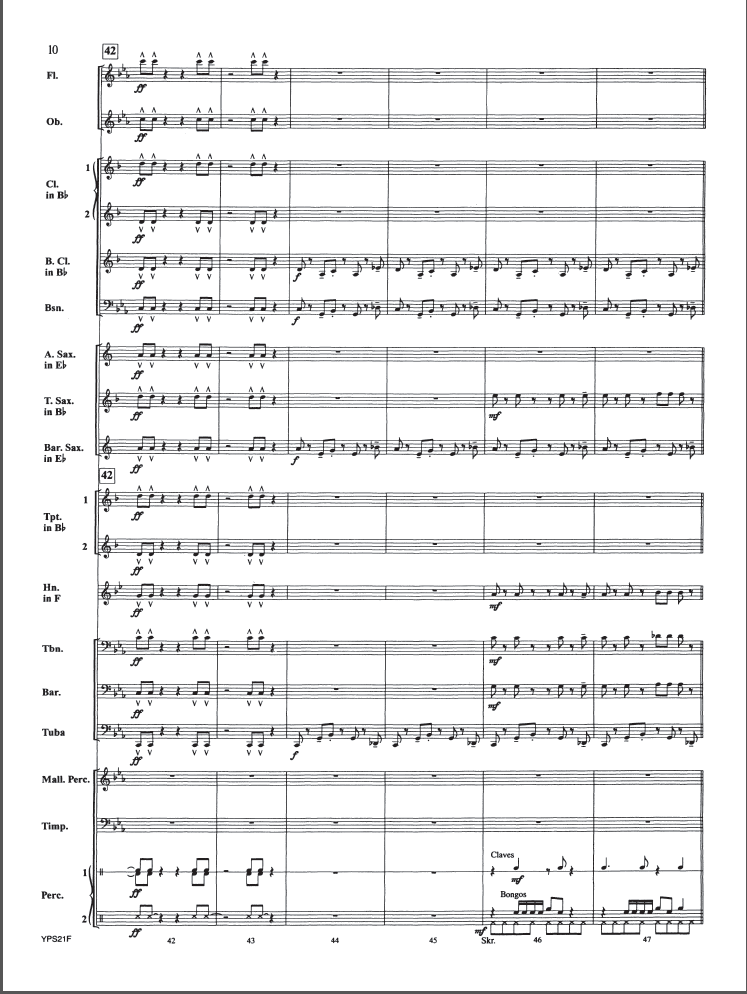 10
42
Fl.
ff
Ob.
ff
1
Cl.
in B♭
ff
2
ff
B. Cl.
in B♭
ff
f
Bsn.
ff
f
A. Sax.
in E♭
ff
T. Sax.
in B♭
ff
mf
Bar. Sax.
in E♭
ff
f
42
1
Tpt.
in B♭
ff
2
ff
Hn.
in F
ff
mf
Tbn.
ff
mf
Bar.
ff
mf
Tuba
ff
f
Mall. Perc.
Timp.
Claves
1
mf
ff
Perc.
Bongos
2
ff
mf
YPS21F 42 43 44 45 Skr. 46 47